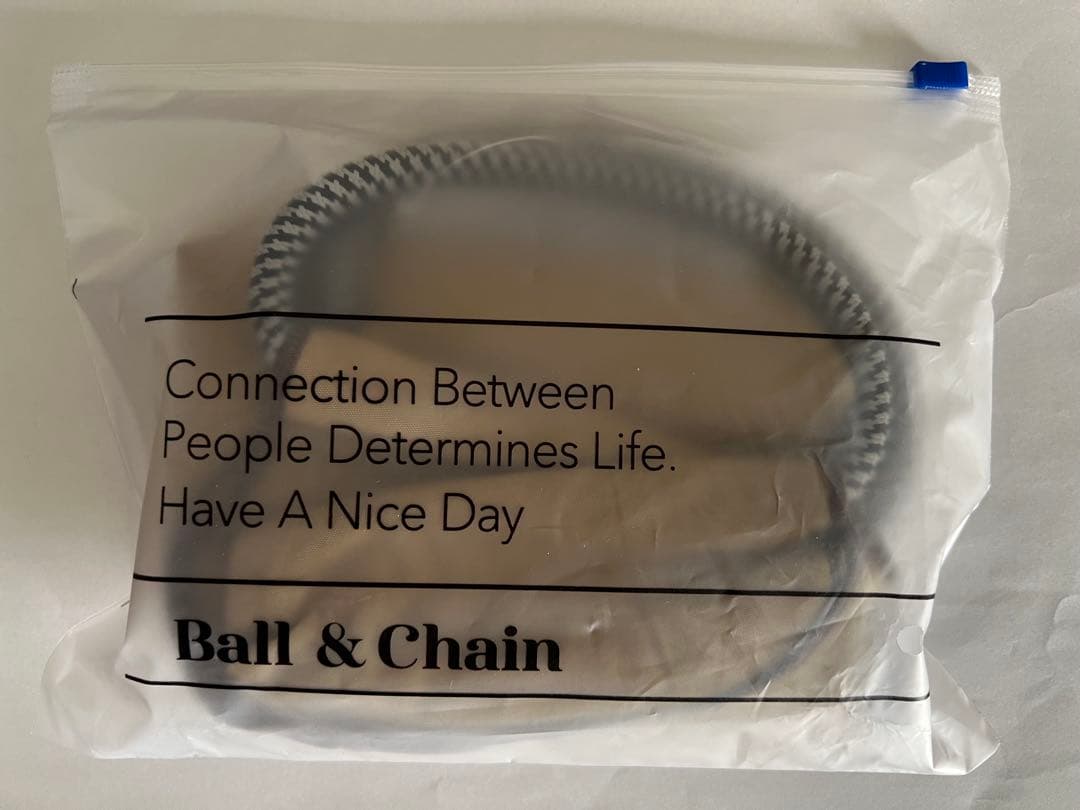 Connection Between
People Determines Life.
Have A Nice Day
Ball & Chain